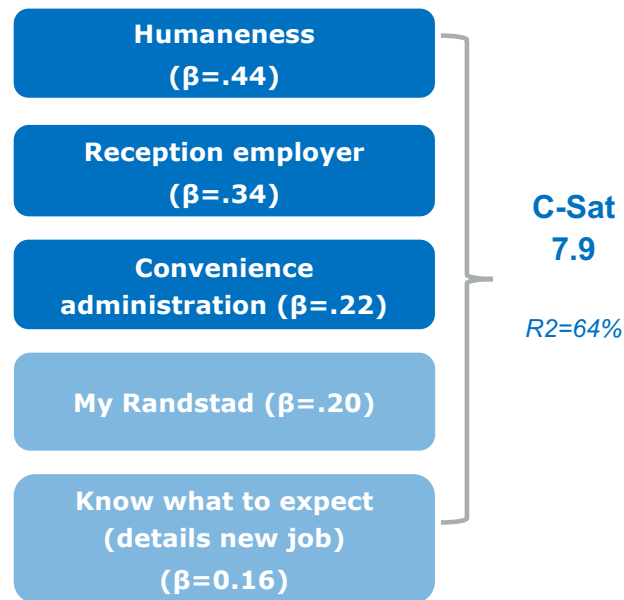 Humaneness
(β=.44)
Reception employer
(β=.34)
Convenience
administration (β=.22)
My Randstad (β=.20)
Know what to expect
(details new job)
(β=0.16)
C-Sat
7.9
R2=64%